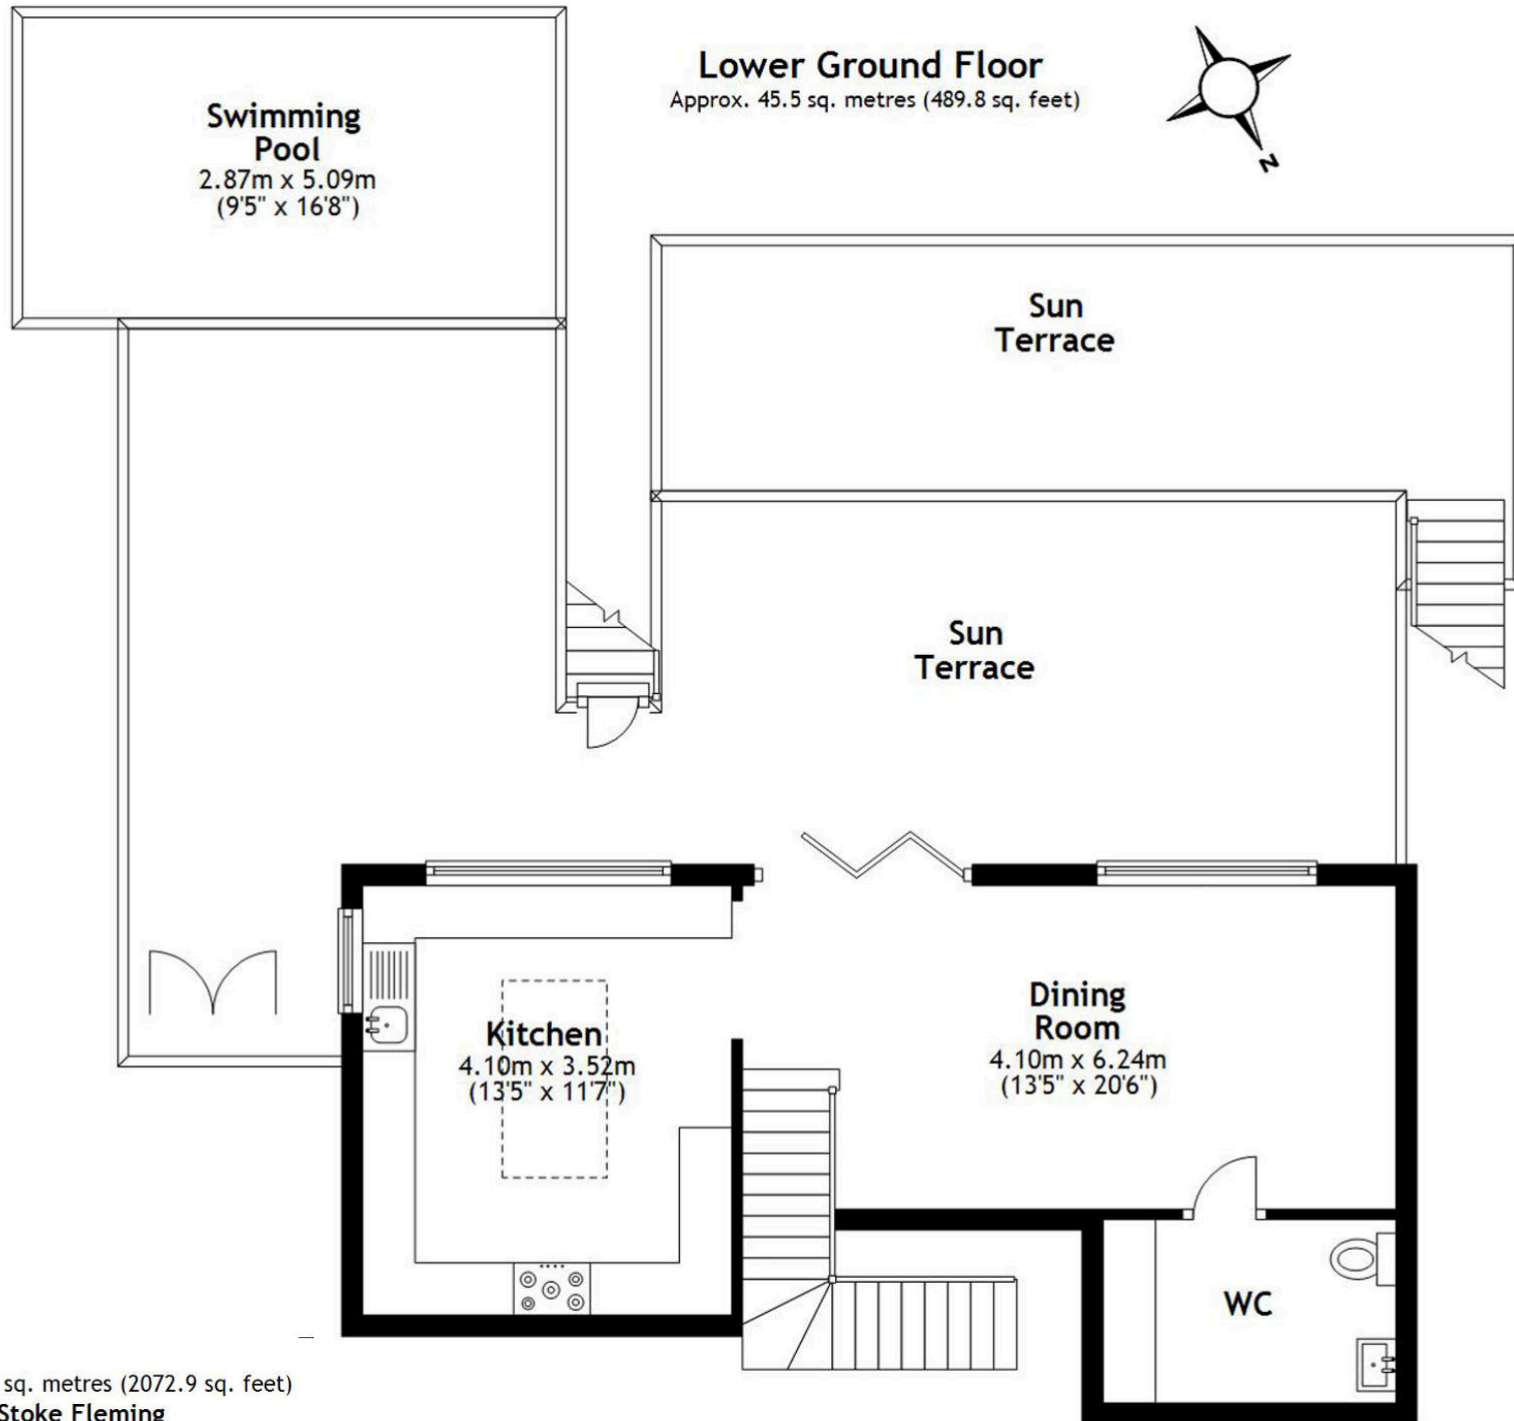 Lower Ground Floor
Approx. 45.5 sq. metres (489.8 sq. feet)
N
Swimming
Pool
2.87m x 5.09m
(9'5" x 16'8")
Sun
Terrace
Sun
Terrace
Kitchen
4.10m x 3.52m
(13'5" x 11'7")
Dining
Room
4.10m x 6.24m
(13'5" x 20'6")
WC
sq. metres (2072.9 sq. feet)
Stoke Fleming